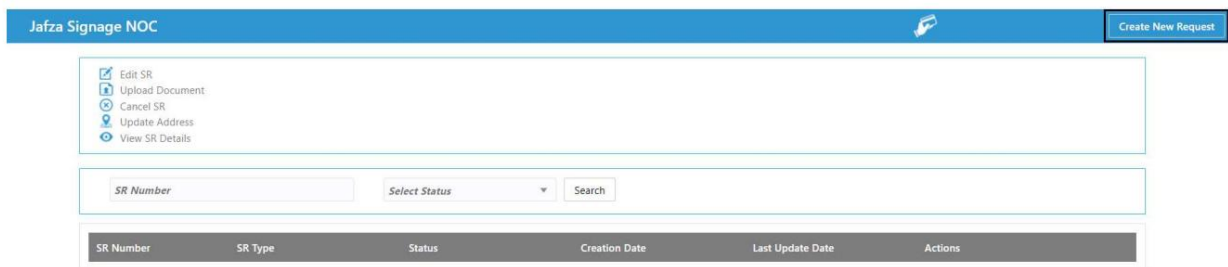 Jafza Signage NOC Create New Request
Edit SR
Upload Document
Cancel SR
Update Address
View SR Details
SR Number Select Status Search
SR Number SR Type Status Creation Date Last Update Date Actions